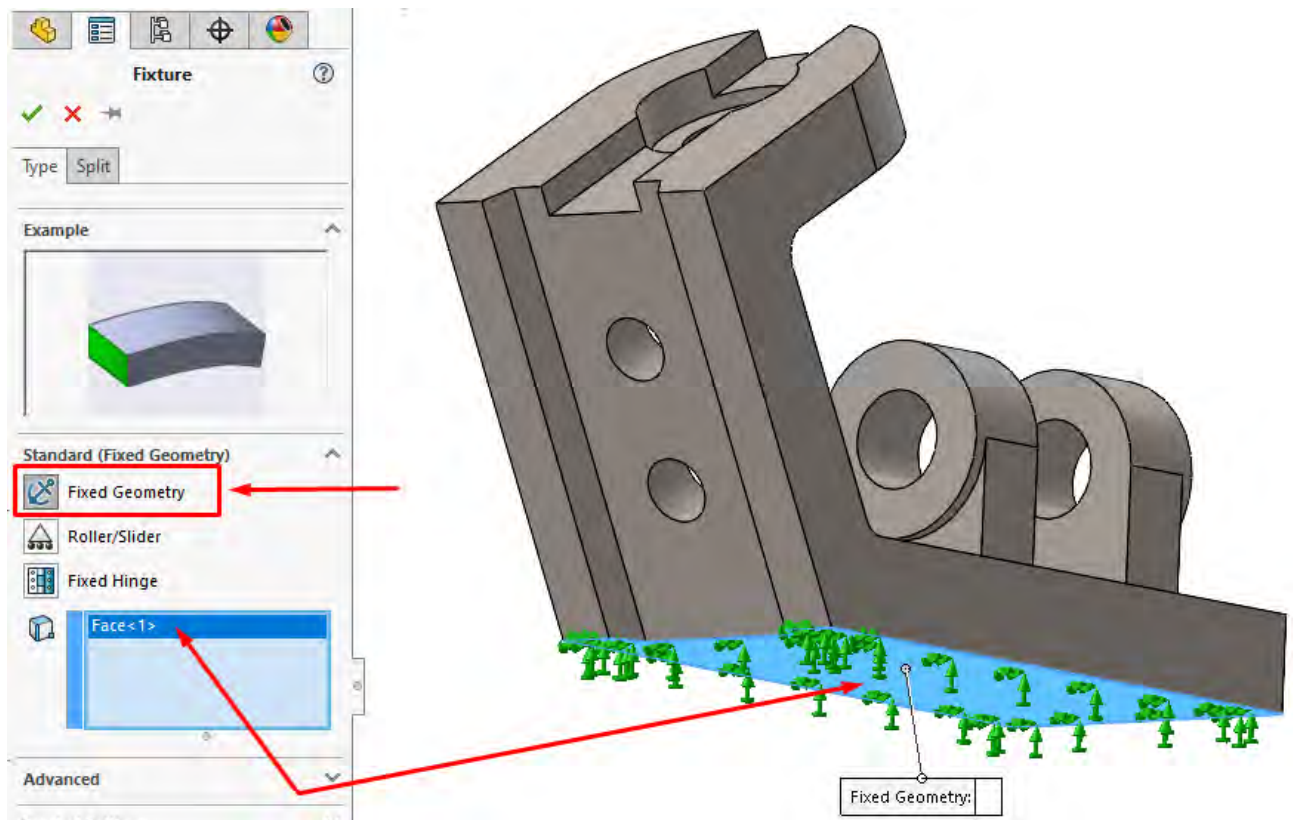 Fixture
Type Split
Example
Standard (Fixed Geometry)
Fixed Geometry
Roller/Slider
Fixed Hinge
Face<1>
Advanced
Fixed Geometry: